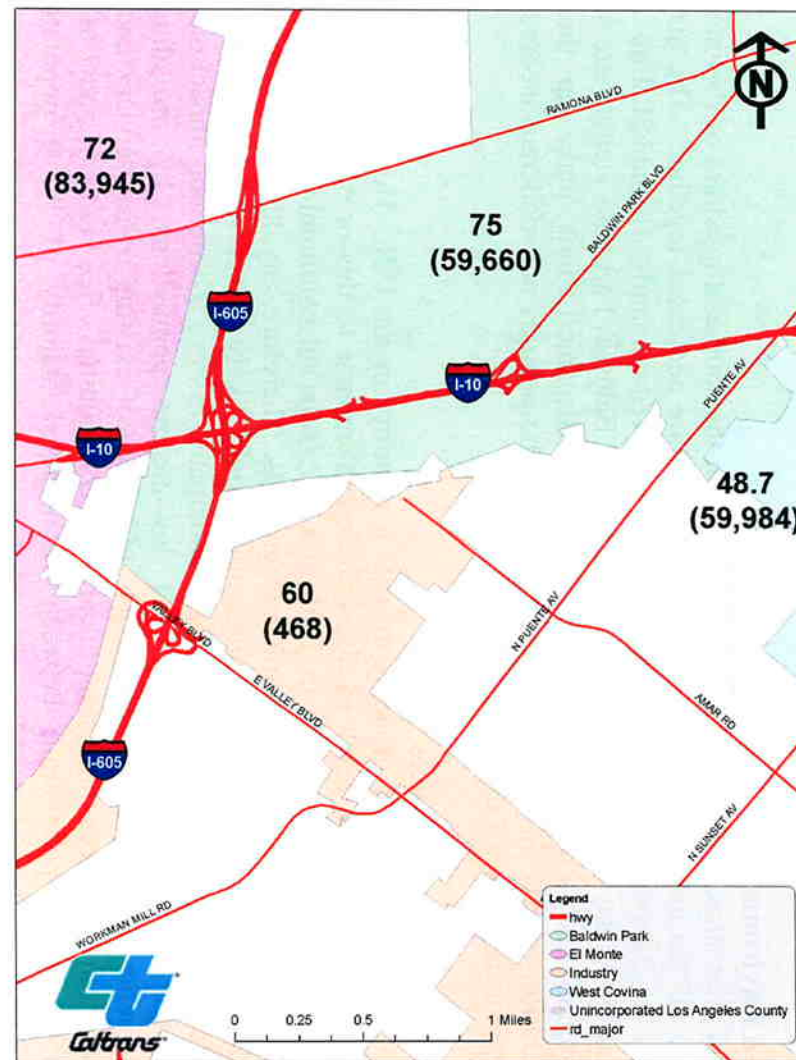 N
RAMONA BLVD
72
(83,945)
BALDWIN PARK BLVD
75
(59,660)
I-605
I-10
PUENTE AV
I-10
48.7
(59,984)
60
(468)
VALLEY BLVD
N PUENTE AV
E VALLEY BLVD
AMAR RD
I-605
N SUNSET AV
WORKMAN MILL RD
Legend
hwy
Baldwin Park
El Monte
Industry
West Covina
Unincorporated Los Angeles County
rd_major
Caltrans
0 0.25 0.5 1 Miles